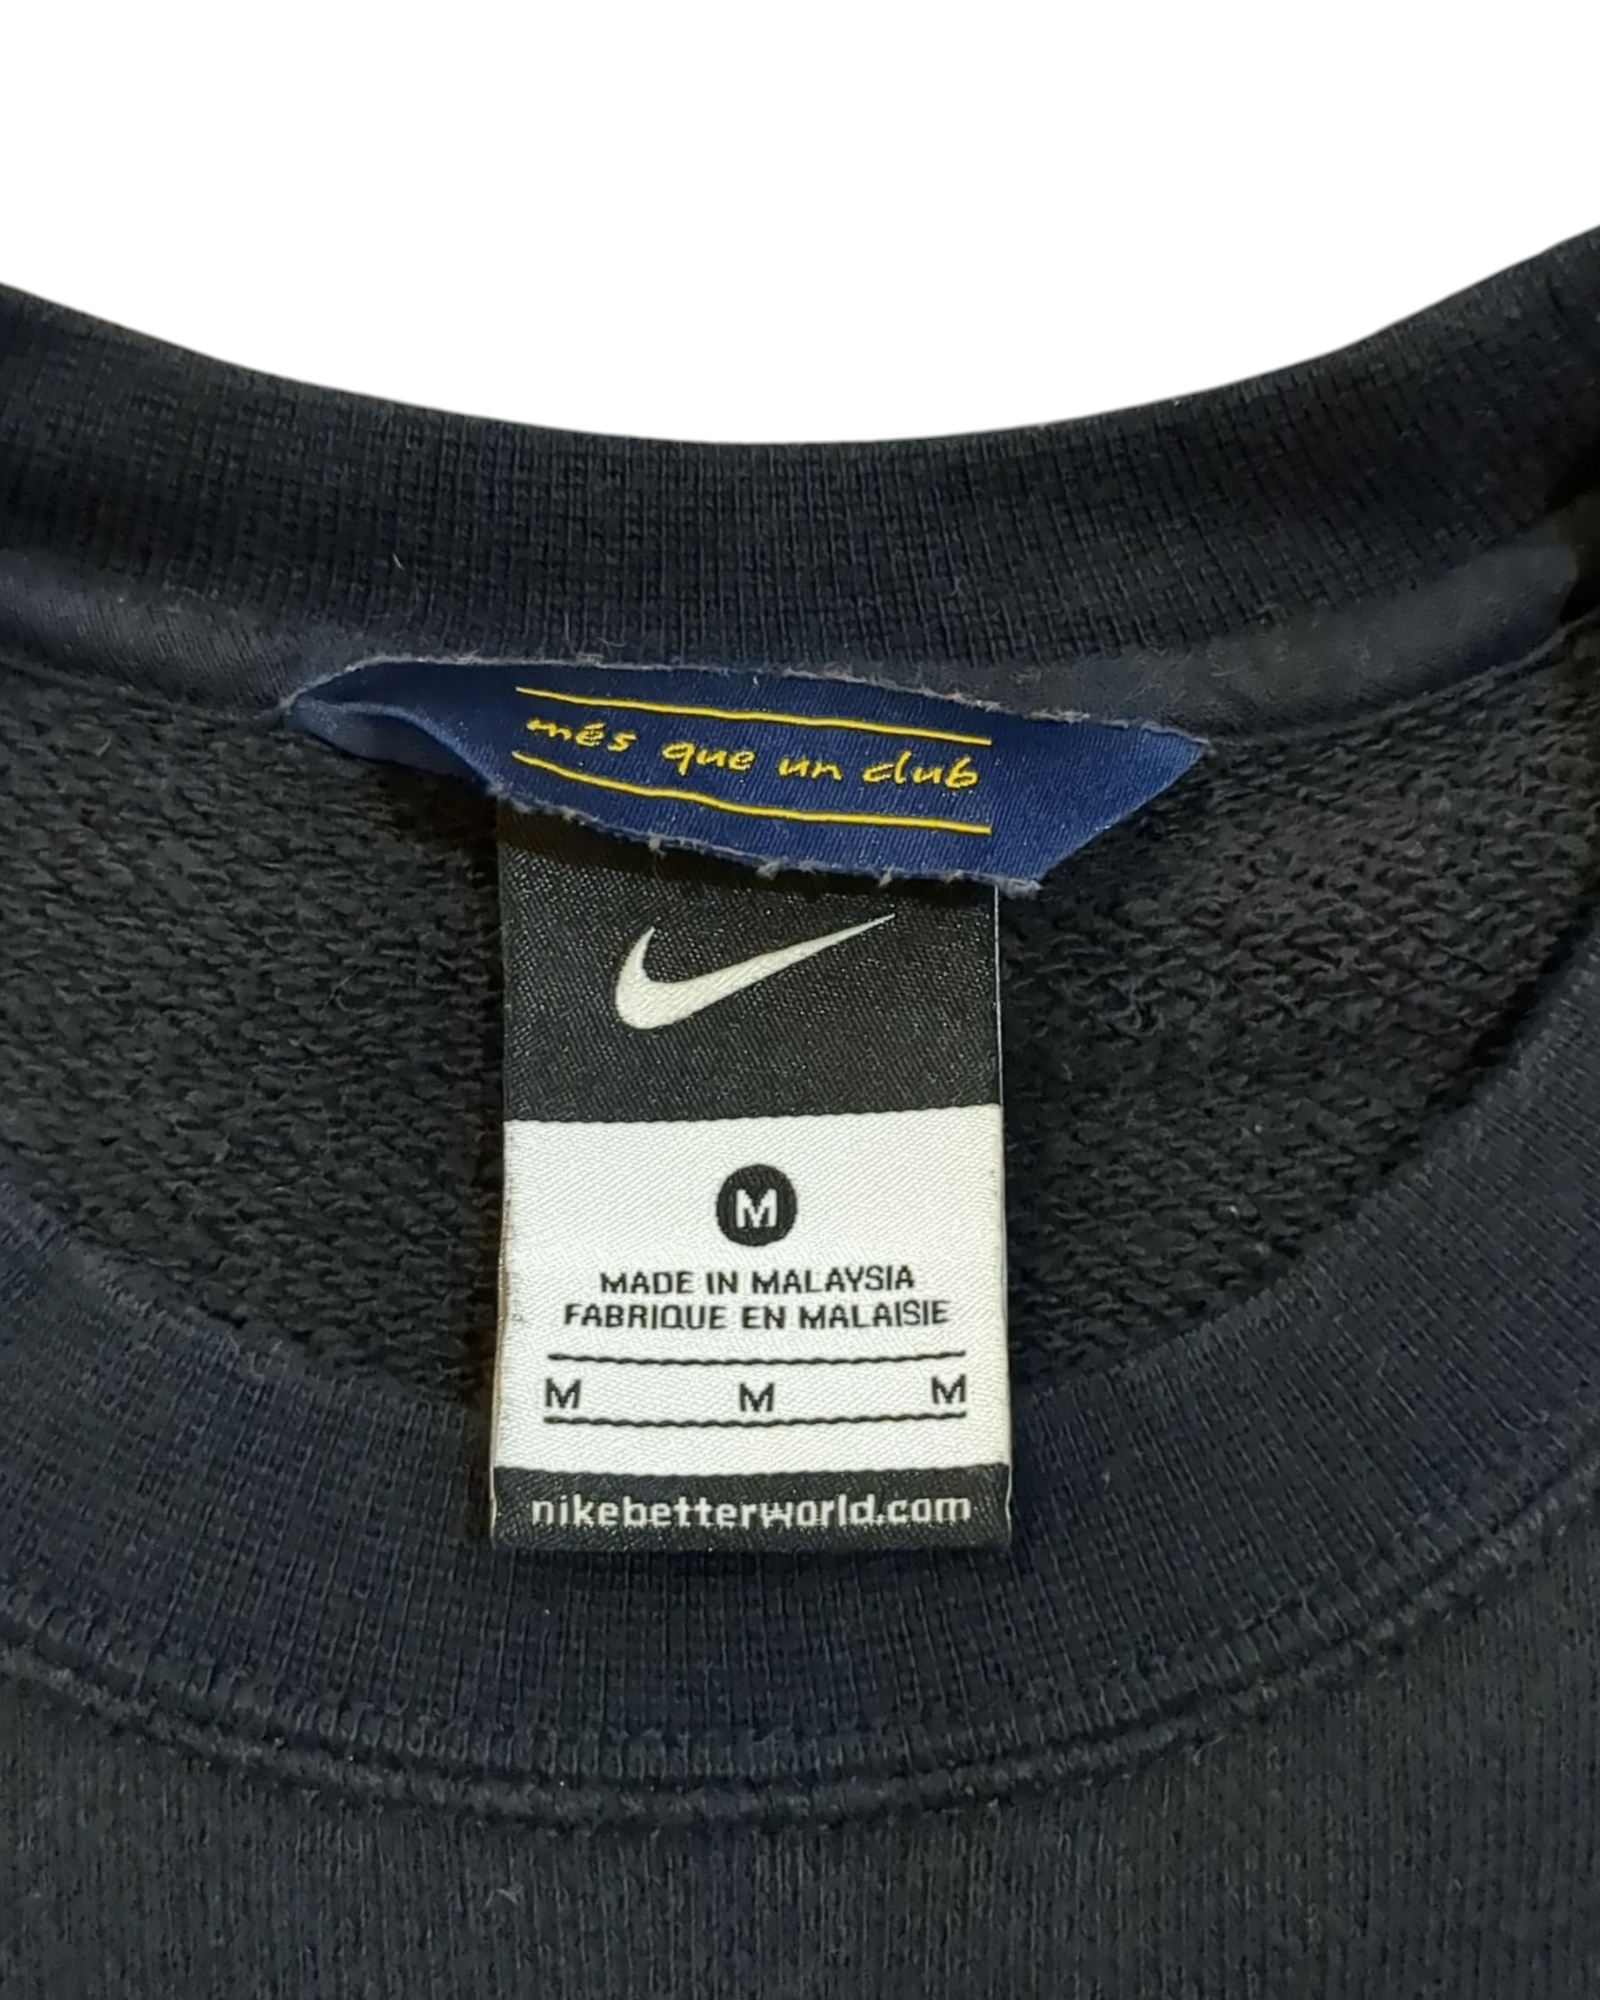 més que un club
M
MADE IN MALAYSIA
FABRIQUE EN MALAISIE
M M M
nikebetterworld.com